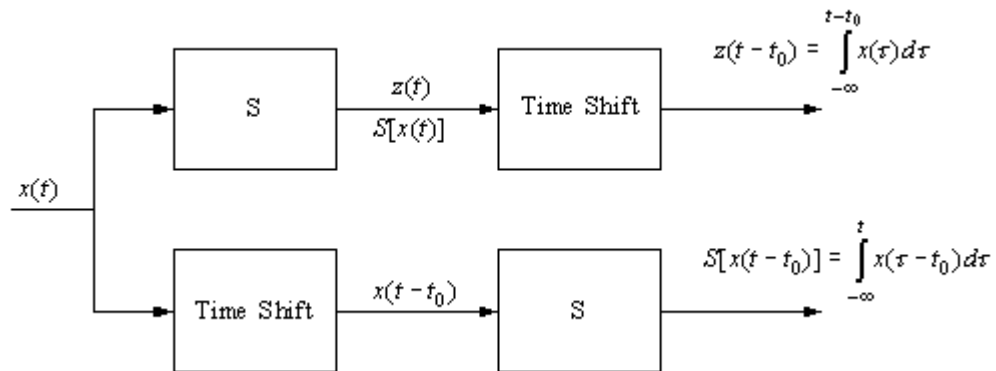 z(t − t₀) = ∫_{−∞}^{t−t₀} x(τ) dτ
S
z(t)
S[x(t)]
Time Shift
x(t)
S[x(t − t₀)] = ∫_{−∞}^{t} x(τ − t₀) dτ
Time Shift
x(t − t₀)
S